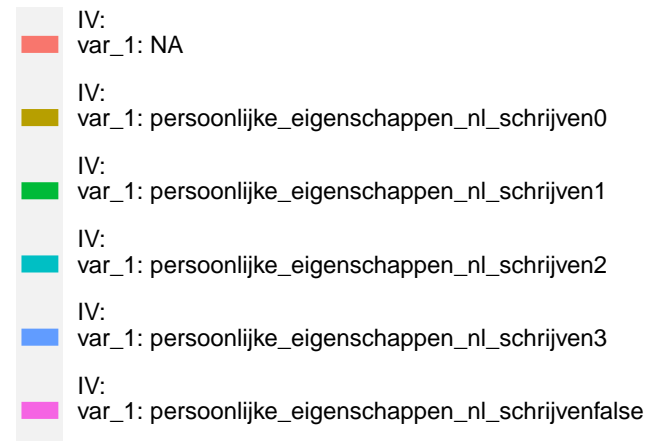 IV:
var_1: NA
IV:
var_1: persoonlijke_eigenschappen_nl_schrijven0
IV:
var_1: persoonlijke_eigenschappen_nl_schrijven1
IV:
var_1: persoonlijke_eigenschappen_nl_schrijven2
IV:
var_1: persoonlijke_eigenschappen_nl_schrijven3
IV:
var_1: persoonlijke_eigenschappen_nl_schrijvenfalse